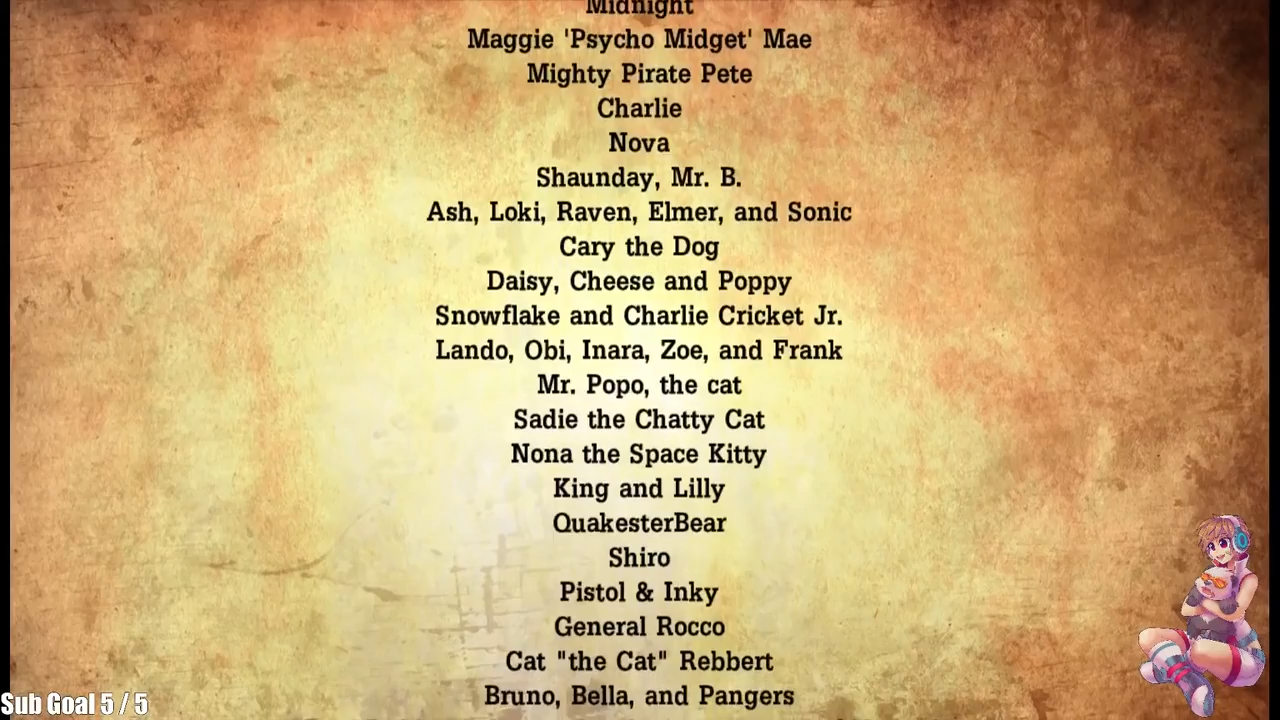 Midnight
Maggie 'Psycho Midget' Mae
Mighty Pirate Pete
Charlie
Nova
Shaunday, Mr. B.
Ash, Loki, Raven, Elmer, and Sonic
Cary the Dog
Daisy, Cheese and Poppy
Snowflake and Charlie Cricket Jr.
Lando, Obi, Inara, Zoe, and Frank
Mr. Popo, the cat
Sadie the Chatty Cat
Nona the Space Kitty
King and Lilly
QuakesterBear
Shiro
Pistol & Inky
General Rocco
Cat "the Cat" Rebbert
Bruno, Bella, and Pangers
Sub Goal 5 / 5